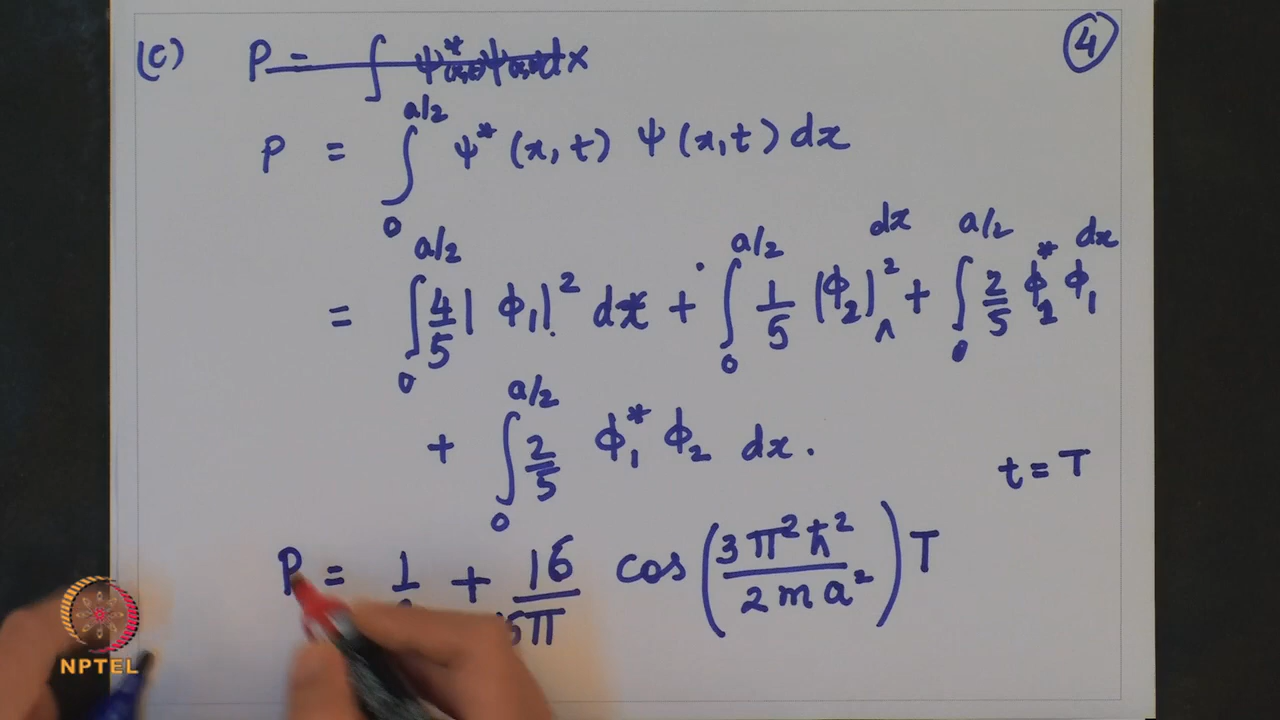 (C) P = ∫ ψ*(x,t) ψ(x,t) dx
4
P = ∫₀^{a/2} ψ*(x,t) ψ(x,t) dx
= ∫₀^{a/2} 4/5 |ϕ₁|² dx + ∫₀^{a/2} 1/5 (ϕ₂)² dx + ∫₀^{a/2} 2/5 ϕ₂* ϕ₁ dx
+ ∫₀^{a/2} 2/5 ϕ₁* ϕ₂ dx.
t = T
P = 1/ + 16/5π cos(3π²ħ²/2ma²) T
NPTEL